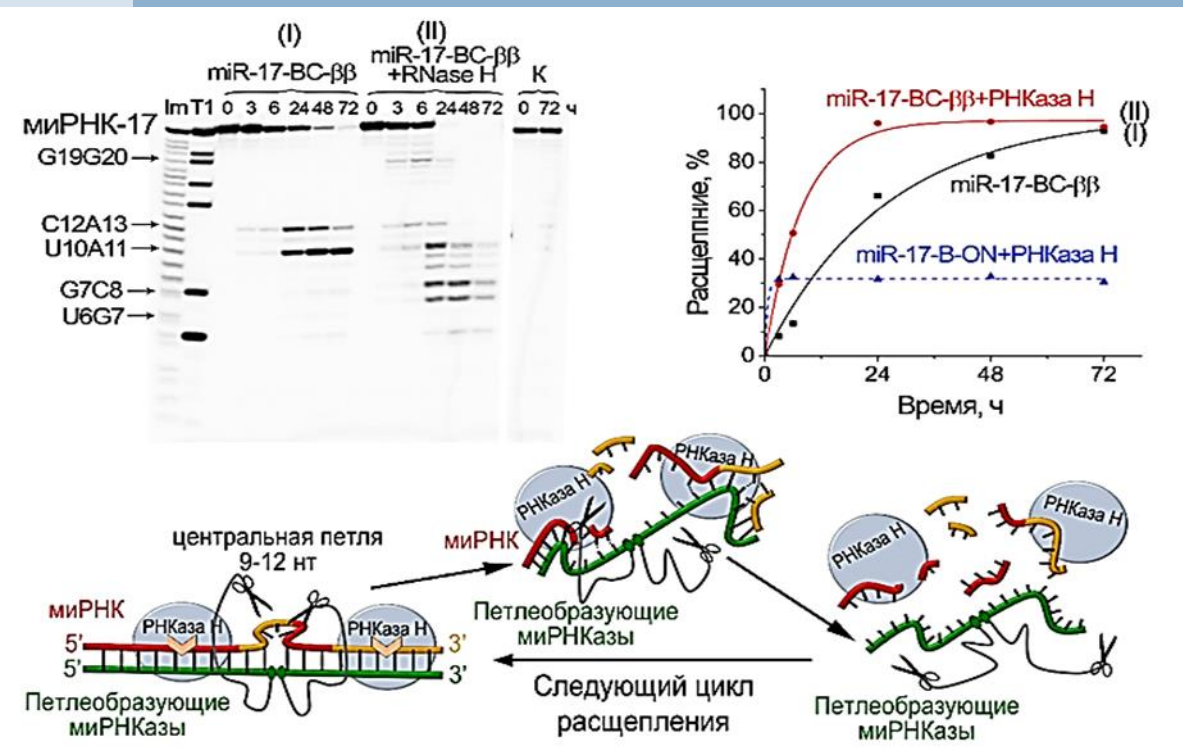 (I)
miR-17-BC-ββ
(II)
miR-17-BC-ββ
+RNase H
К
Im T1 0 3 6 24 48 72 0 3 6 24 48 72 0 72 ч
миРНК-17
G19G20
C12A13
U10A11
G7C8
U6G7
Расщелпние, %
100
80
60
40
20
0
0 24 48 72
Время, ч
miR-17-BC-ββ+РНКаза Н
(II)
(I)
miR-17-BC-ββ
miR-17-B-ON+РНКаза Н
центральная петля
9-12 нт
миРНК
РНКаза Н
РНКаза Н
5' 3'
5' 3'
Петлеобразующие
миРНКазы
РНКаза Н
РНКаза Н
миРНК
Петлеобразующие
миРНКазы
РНКаза Н
РНКаза Н
Следующий цикл
расщепления
Петлеобразующие
миРНКазы